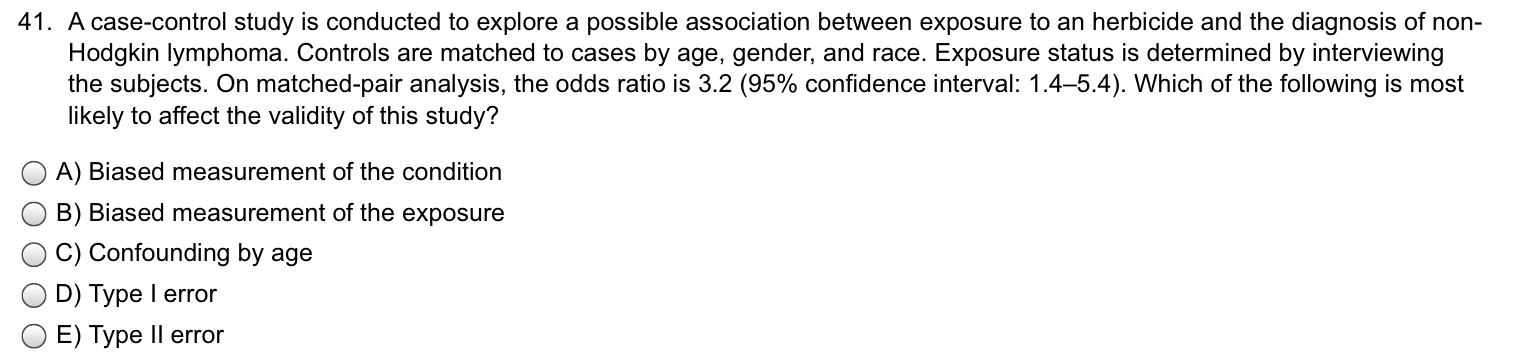 41. A case-control study is conducted to explore a possible association between exposure to an herbicide and the diagnosis of non-
Hodgkin lymphoma. Controls are matched to cases by age, gender, and race. Exposure status is determined by interviewing
the subjects. On matched-pair analysis, the odds ratio is 3.2 (95% confidence interval: 1.4–5.4). Which of the following is most
likely to affect the validity of this study?
A) Biased measurement of the condition
B) Biased measurement of the exposure
C) Confounding by age
D) Type I error
E) Type II error